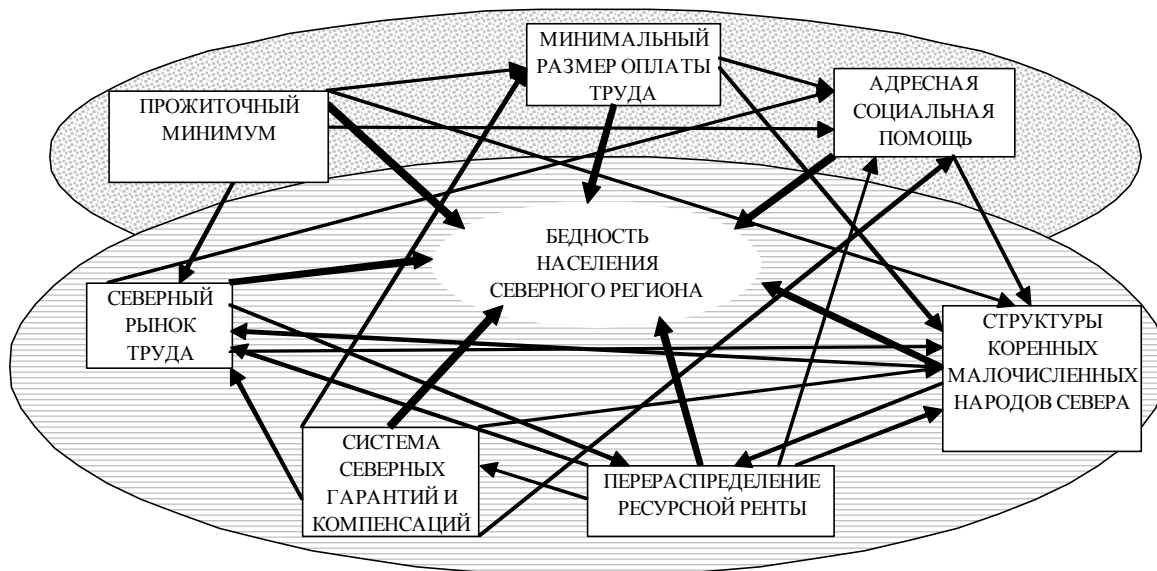 МИНИМАЛЬНЫЙ
РАЗМЕР ОПЛАТЫ
ТРУДА
ПРОЖИТОЧНЫЙ
МИНИМУМ
АДРЕСНАЯ
СОЦИАЛЬНАЯ
ПОМОЩЬ
БЕДНОСТЬ
НАСЕЛЕНИЯ
СЕВЕРНОГО РЕГИОНА
СЕВЕРНЫЙ
РЫНОК
ТРУДА
СТРУКТУРЫ
КОРЕННЫХ
МАЛОЧИСЛЕННЫХ
НАРОДОВ СЕВЕРА
СИСТЕМА
СЕВЕРНЫХ
ГАРАНТИЙ И
КОМПЕНСАЦИЙ
ПЕРЕРАСПРЕДЕЛЕНИЕ
РЕСУРСНОЙ РЕНТЫ